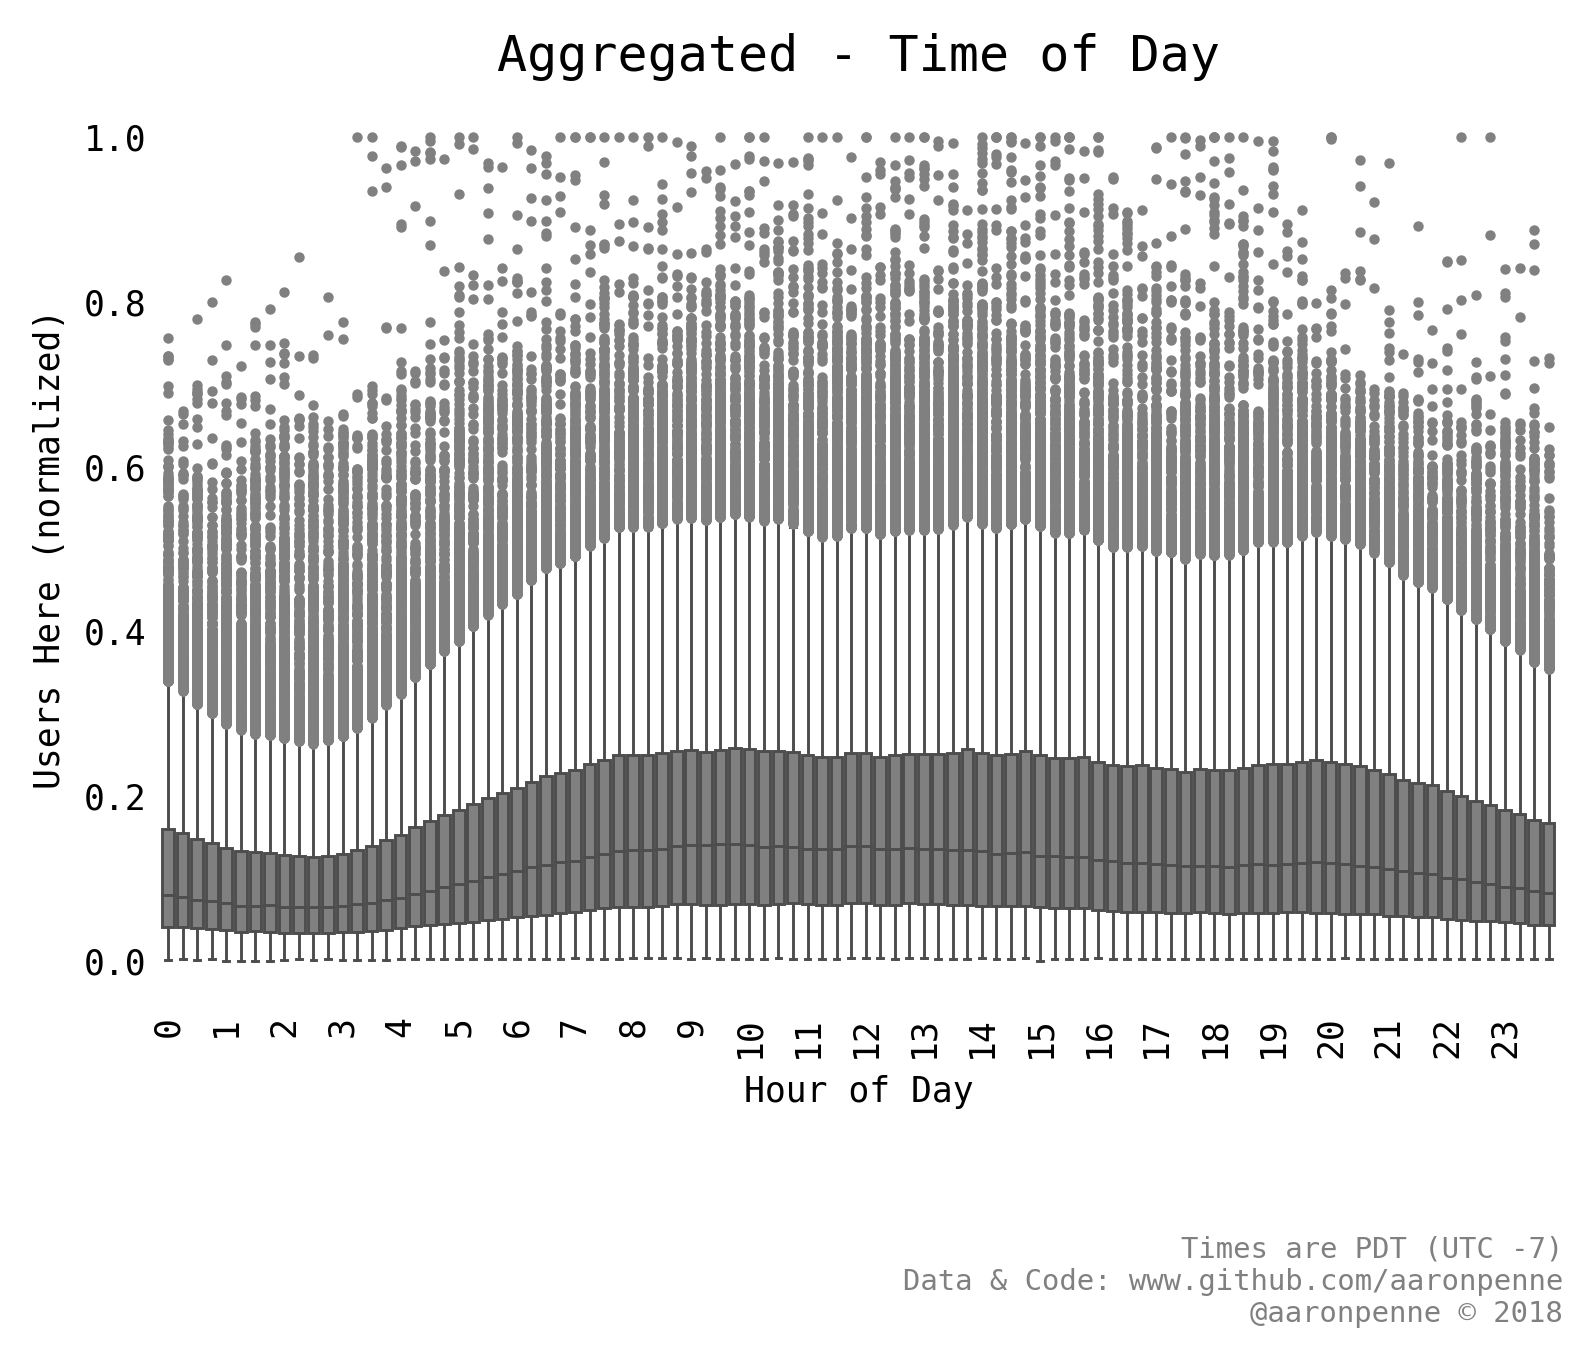 Aggregated - Time of Day
1.0
0.8
0.6
0.4
0.2
0.0
Users Here (normalized)
0 1 2 3 4 5 6 7 8 9 10 11 12 13 14 15 16 17 18 19 20 21 22 23
Hour of Day
Times are PDT (UTC -7)
Data & Code: www.github.com/aaronpenne
@aaronpenne © 2018